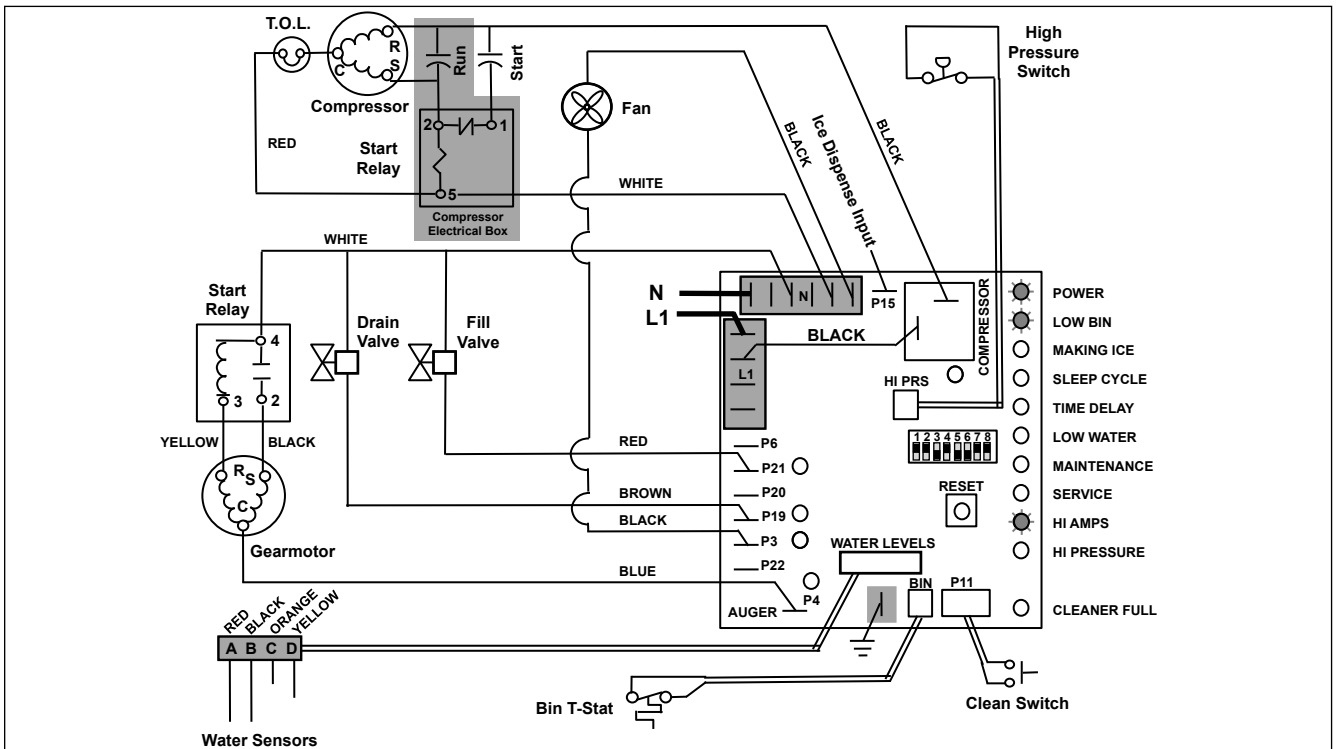 T.O.L.
R
S
C
Compressor
Run
Start
2
1
Start
Relay
5
Compressor
Electrical Box
RED
WHITE
WHITE
Fan
BLACK
Ice Dispense Input
BLACK
High
Pressure
Switch
N
L1
N
L1
P15
BLACK
COMPRESSOR
HI PRS
1 2 3 4 5 6 7 8
RESET
POWER
LOW BIN
MAKING ICE
SLEEP CYCLE
TIME DELAY
LOW WATER
MAINTENANCE
SERVICE
HI AMPS
HI PRESSURE
CLEANER FULL
Start
Relay
4
3
2
YELLOW
BLACK
R
S
C
Gearmotor
Drain
Valve
Fill
Valve
RED
BROWN
BLACK
BLUE
P6
P21
P20
P19
P3
P22
P4
AUGER
WATER LEVELS
BIN
P11
RED
BLACK
ORANGE
YELLOW
A B C D
Water Sensors
Bin T-Stat
Clean Switch